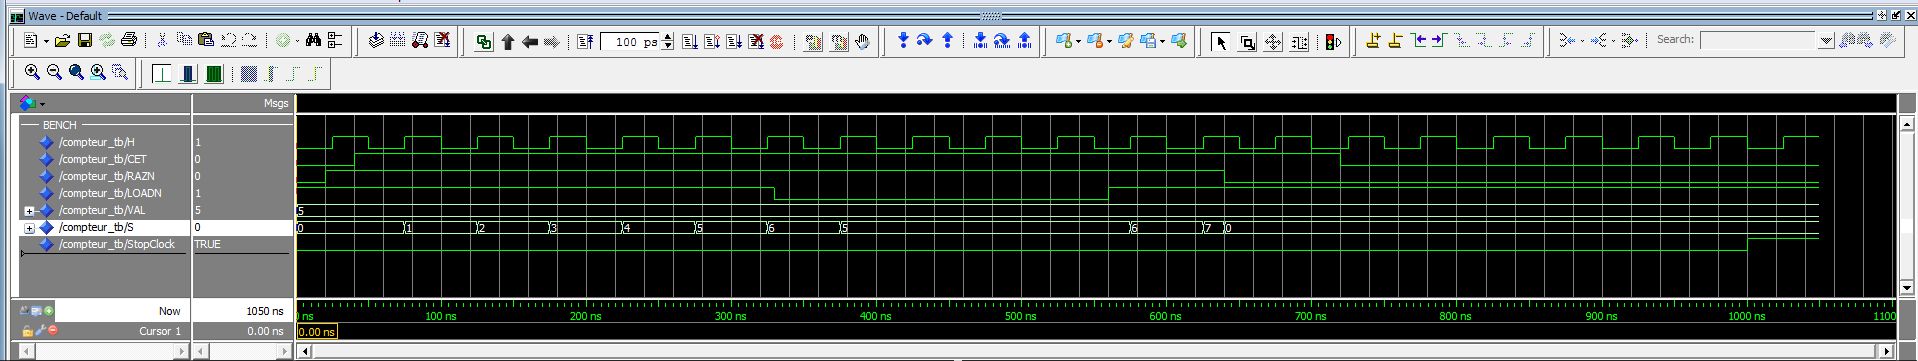 Wave - Default
100 ps
Search:
Msgs
BENCH
/compteur_tb/H 1
/compteur_tb/CET 0
/compteur_tb/RAZN 0
/compteur_tb/LOADN 1
/compteur_tb/VAL 5 5
/compteur_tb/S 0 0 1 2 3 4 5 6 5 6 7 0
/compteur_tb/StopClock TRUE
Now 1050 ns ns 100 ns 200 ns 300 ns 400 ns 500 ns 600 ns 700 ns 800 ns 900 ns 1000 ns 1100
Cursor 1 0.00 ns 0.00 ns